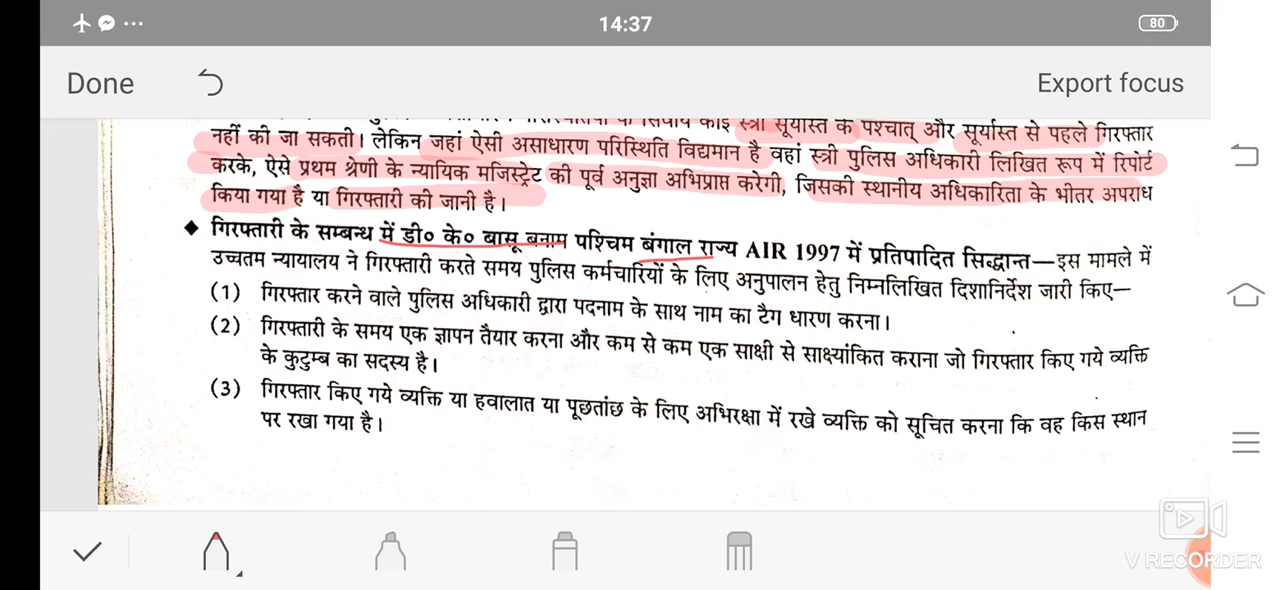 14:37
80
Done
Export focus
स्त्री सूर्यास्त के पश्चात् और सूर्यास्त से पहले गिरफ्तार
नहीं की जा सकती। लेकिन जहां ऐसी असाधारण परिस्थिति विद्यमान है वहां स्त्री पुलिस अधिकारी लिखित रूप में रिपोर्ट
करके, ऐसे प्रथम श्रेणी के न्यायिक मजिस्ट्रेट की पूर्व अनुज्ञा अभिप्राप्त करेगी, जिसकी स्थानीय अधिकारिता के भीतर अपराध
किया गया है या गिरफ्तारी की जानी है।
◆ गिरफ्तारी के सम्बन्ध में डी० के० बासू बनाम पश्चिम बंगाल राज्य AIR 1997 में प्रतिपादित सिद्धान्त—इस मामले में
उच्चतम न्यायालय ने गिरफ्तारी करते समय पुलिस कर्मचारियों के लिए अनुपालन हेतु निम्नलिखित दिशानिर्देश जारी किए—
(1) गिरफ्तार करने वाले पुलिस अधिकारी द्वारा पदनाम के साथ नाम का टैग धारण करना।
(2) गिरफ्तारी के समय एक ज्ञापन तैयार करना और कम से कम एक साक्षी से साक्ष्यांकित कराना जो गिरफ्तार किए गये व्यक्ति
के कुटुम्ब का सदस्य है।
(3) गिरफ्तार किए गये व्यक्ति या हवालात या पूछतांछ के लिए अभिरक्षा में रखे व्यक्ति को सूचित करना कि वह किस स्थान
पर रखा गया है।
V RECORDER